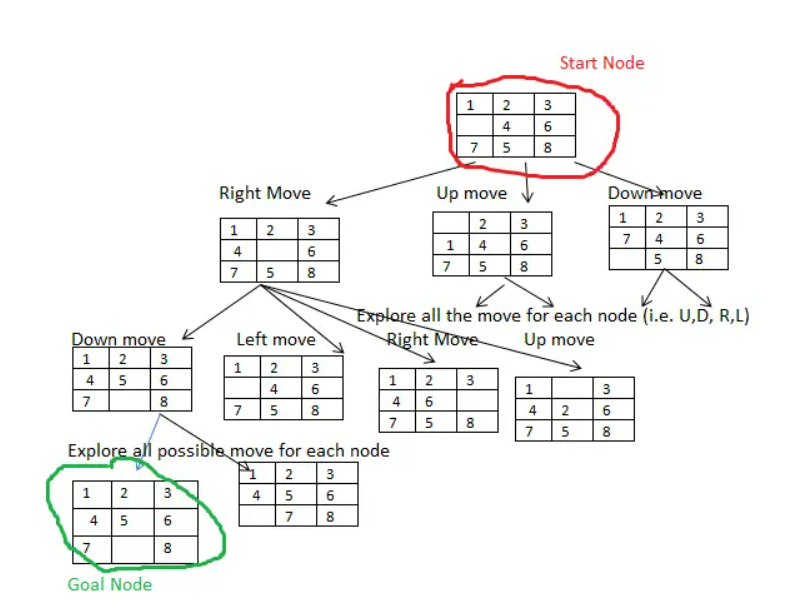 Start Node
1 2 3
4 6
7 5 8
Right Move
Up move
Down move
1 2 3
4 6
7 5 8
2 3
1 4 6
7 5 8
1 2 3
7 4 6
5 8
Explore all the move for each node (i.e. U,D, R,L)
Down move
Left move
Right Move
Up move
1 2 3
4 5 6
7 8
1 2 3
4 6
7 5 8
1 2 3
4 6
7 5 8
1 3
4 2 6
7 5 8
Explore all possible move for each node
1 2 3
4 5 6
7 8
1 2 3
4 5 6
7 8
Goal Node